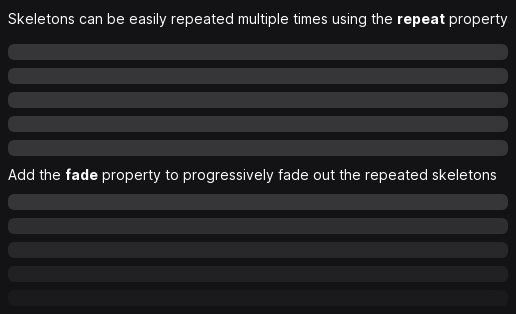 Skeletons can be easily repeated multiple times using the repeat property
Add the fade property to progressively fade out the repeated skeletons